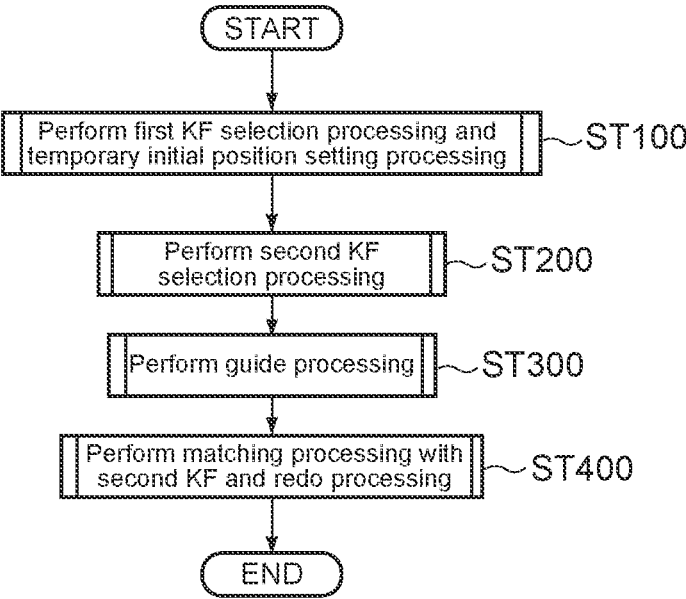 START
Perform first KF selection processing and
temporary initial position setting processing
ST100
Perform second KF
selection processing
ST200
Perform guide processing
ST300
Perform matching processing with
second KF and redo processing
ST400
END